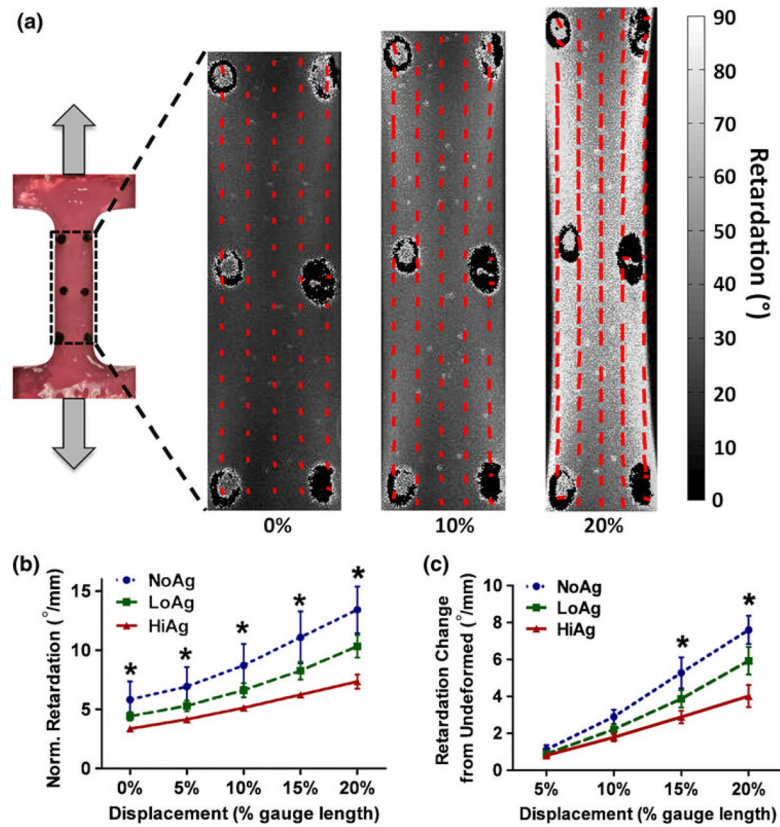 (a)
0%
10%
20%
90
80
70
60
50
40
30
20
10
0
Retardation (°)
(b)
NoAg
LoAg
HiAg
* * * * *
15
10
5
0
Norm. Retardation (°/mm)
0% 5% 10% 15% 20%
Displacement (% gauge length)
(c)
NoAg
LoAg
HiAg
* *
10
8
6
4
2
0
Retardation Change
from Undeformed (°/mm)
5% 10% 15% 20%
Displacement (% gauge length)